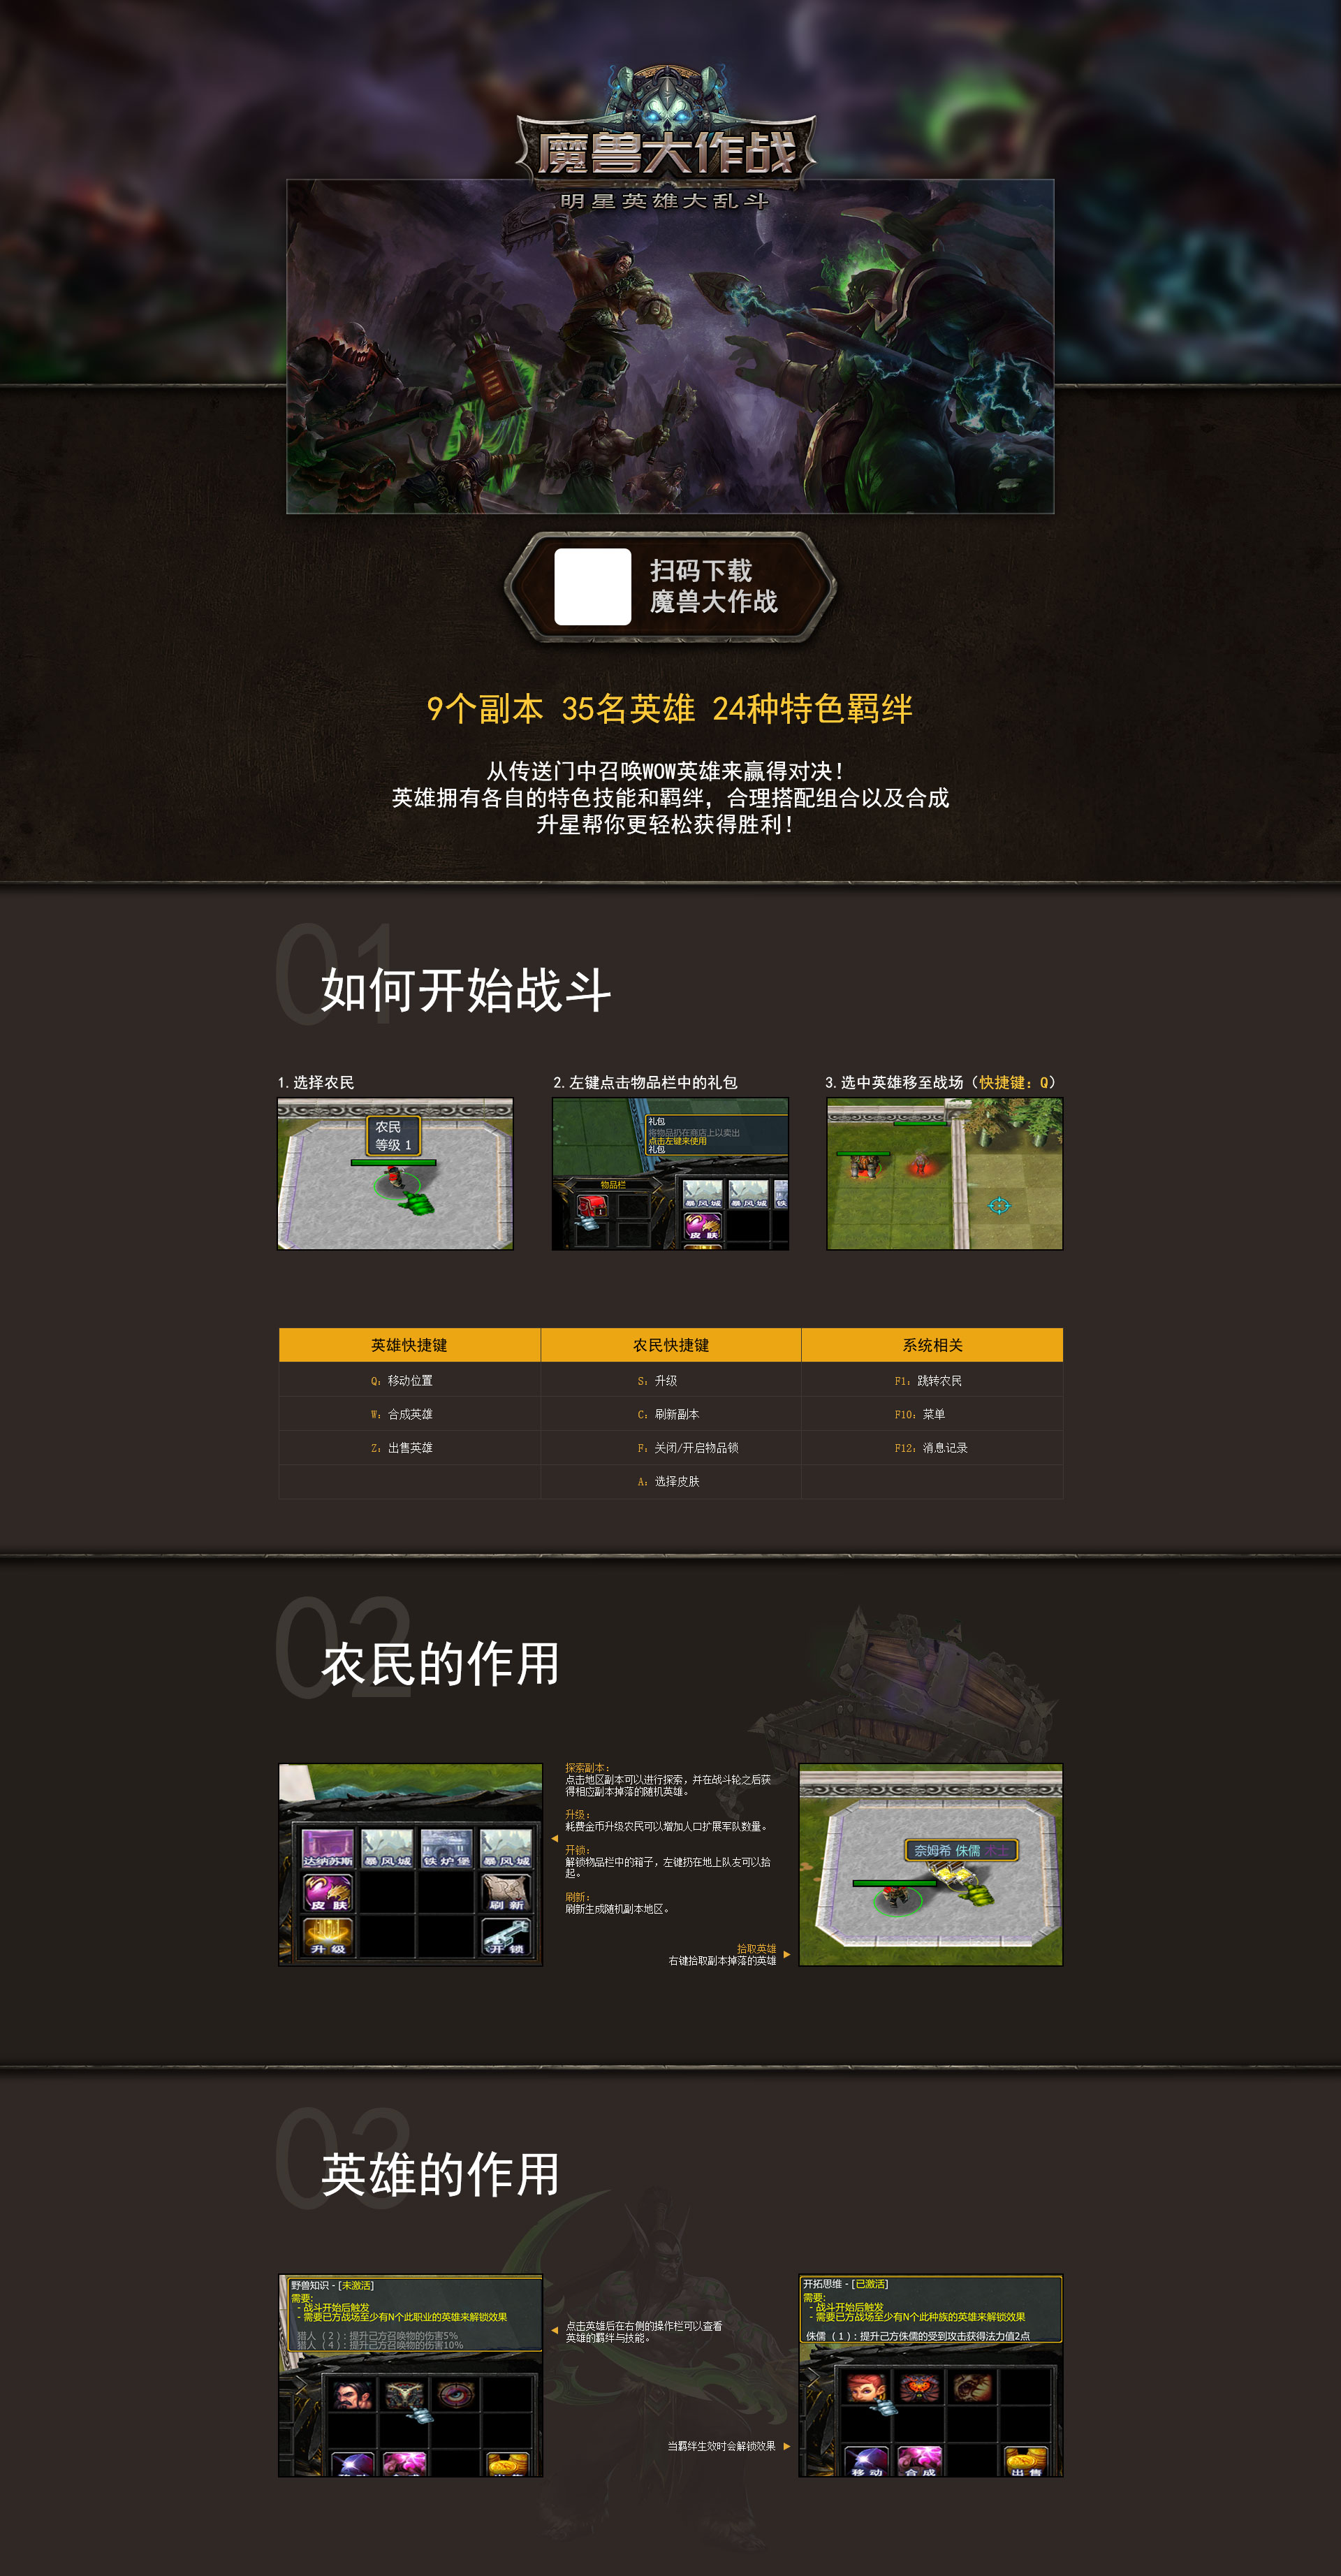 魔兽大作战
明星英雄大乱斗
扫码下载
魔兽大作战
9个副本 35名英雄 24种特色羁绊
从传送门中召唤WOW英雄来赢得对决！
英雄拥有各自的特色技能和羁绊，合理搭配组合以及合成
升星帮你更轻松获得胜利！
01
如何开始战斗
1.选择农民
农民
等级 1
2.左键点击物品栏中的礼包
礼包
将物品扔在商店上以卖出
点击左键来使用
礼包
物品栏
暴风城 暴风城 铁
皮肤
3.选中英雄移至战场（快捷键：Q）
英雄快捷键 农民快捷键 系统相关
Q：移动位置 S：升级 F1：跳转农民
W：合成英雄 C：刷新副本 F10：菜单
Z：出售英雄 F：关闭/开启物品锁 F12：消息记录
A：选择皮肤
02
农民的作用
达纳苏斯 暴风城 铁炉堡 暴风城
皮肤 刷新
升级 开锁
探索副本：
点击地区副本可以进行探索，并在战斗轮之后获
得相应副本掉落的随机英雄。
升级：
耗费金币升级农民可以增加人口扩展军队数量。
开锁：
解锁物品栏中的箱子，左键扔在地上队友可以拾
起。
刷新：
刷新生成随机副本地区。
拾取英雄
右键拾取副本掉落的英雄
奈姆希 侏儒 术士
03
英雄的作用
野兽知识 - [未激活]
需要:
- 战斗开始后触发
- 需要已方战场至少有N个此职业的英雄来解锁效果
猎人 （2）: 提升己方召唤物的伤害5%
猎人 （4）: 提升己方召唤物的伤害10%
点击英雄后在右侧的操作栏可以查看
英雄的羁绊与技能。
当羁绊生效时会解锁效果
开拓思维 - [已激活]
需要:
- 战斗开始后触发
- 需要已方战场至少有N个此种族的英雄来解锁效果
侏儒 （1）: 提升己方侏儒的受到攻击获得法力值2点
移动 合成 出售